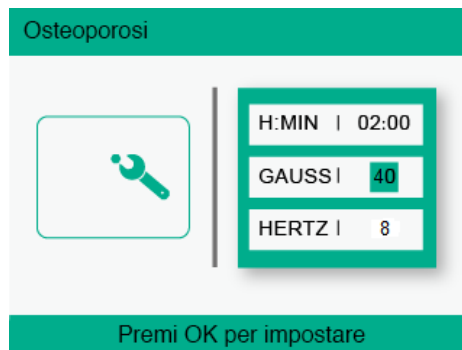 Osteoporosi
H:MIN | 02:00
GAUSS | 40
HERTZ | 8
Premi OK per impostare